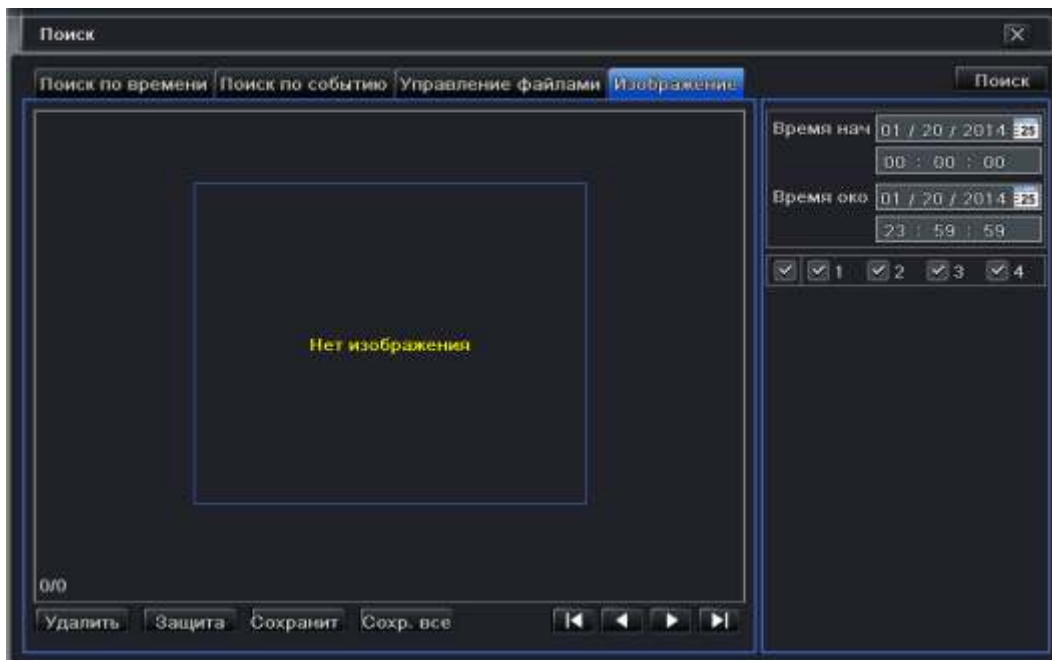 Поиск
Поиск по времени Поиск по событию Управление файлами Изображение
Поиск
Время нач 01 / 20 / 2014 25
00 : 00 : 00
Время око 01 / 20 / 2014 25
23 : 59 : 59
1 2 3 4
Нет изображения
0/0
Удалить Защита Сохранит Сохр. все